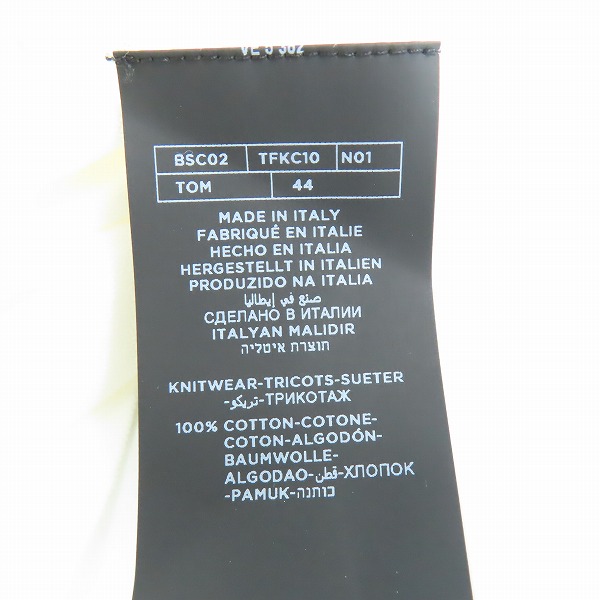 BSC02 TFKC10 N01
TOM 44
MADE IN ITALY
FABRIQUÉ EN ITALIE
HECHO EN ITALIA
HERGESTELLT IN ITALIEN
PRODUZIDO NA ITALIA
صنع في إيطاليا
СДЕЛАНО В ИТАЛИИ
ITALYAN MALIDIR
תוצרת איטליה
KNITWEAR-TRICOTS-SUETER
-تريكو-ТРИКОТАЖ
100% COTTON-COTONE-
COTON-ALGODÓN-
BAUMWOLLE-
ALGODAO-قطن-ХЛОПОК
-PAMUK-כותנה